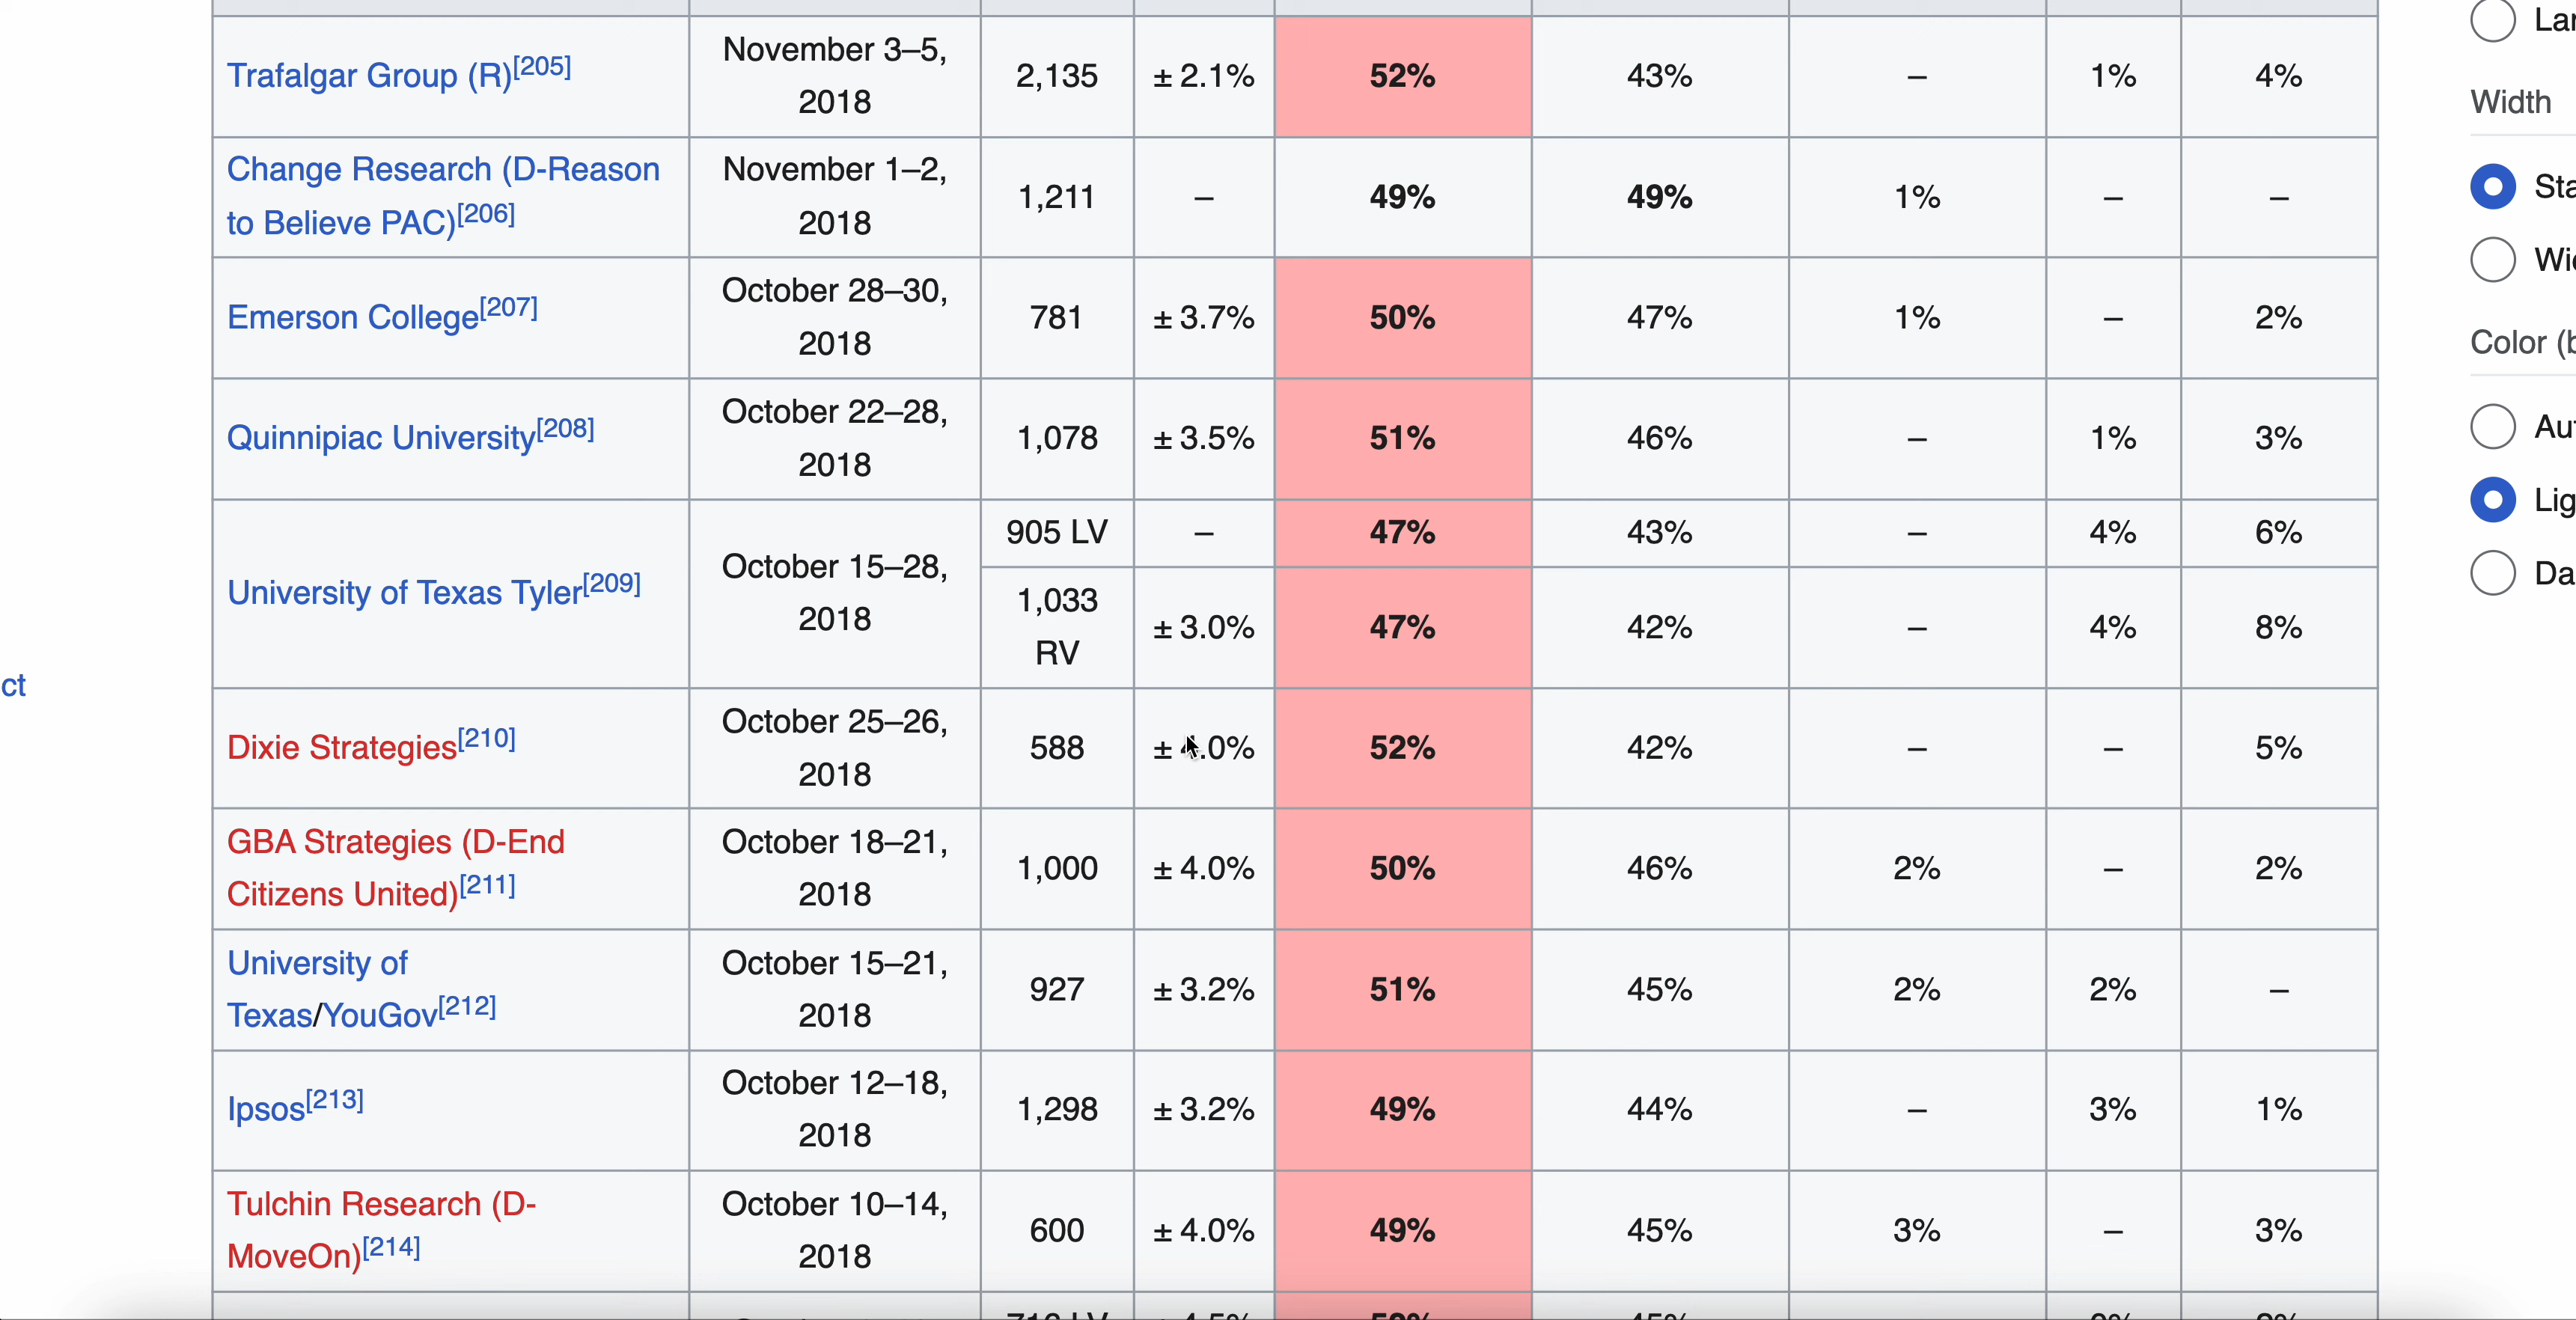 Trafalgar Group (R)[205] November 3–5, 2018 2,135 ± 2.1% 52% 43% – 1% 4%
Change Research (D-Reason to Believe PAC)[206] November 1–2, 2018 1,211 – 49% 49% 1% – –
Emerson College[207] October 28–30, 2018 781 ± 3.7% 50% 47% 1% – 2%
Quinnipiac University[208] October 22–28, 2018 1,078 ± 3.5% 51% 46% – 1% 3%
University of Texas Tyler[209] October 15–28, 2018 905 LV – 47% 43% – 4% 6%
1,033 RV ± 3.0% 47% 42% – 4% 8%
Dixie Strategies[210] October 25–26, 2018 588 ± .0% 52% 42% – – 5%
GBA Strategies (D-End Citizens United)[211] October 18–21, 2018 1,000 ± 4.0% 50% 46% 2% – 2%
University of Texas/YouGov[212] October 15–21, 2018 927 ± 3.2% 51% 45% 2% 2% –
Ipsos[213] October 12–18, 2018 1,298 ± 3.2% 49% 44% – 3% 1%
Tulchin Research (D-MoveOn)[214] October 10–14, 2018 600 ± 4.0% 49% 45% 3% – 3%
ct
Width
Color